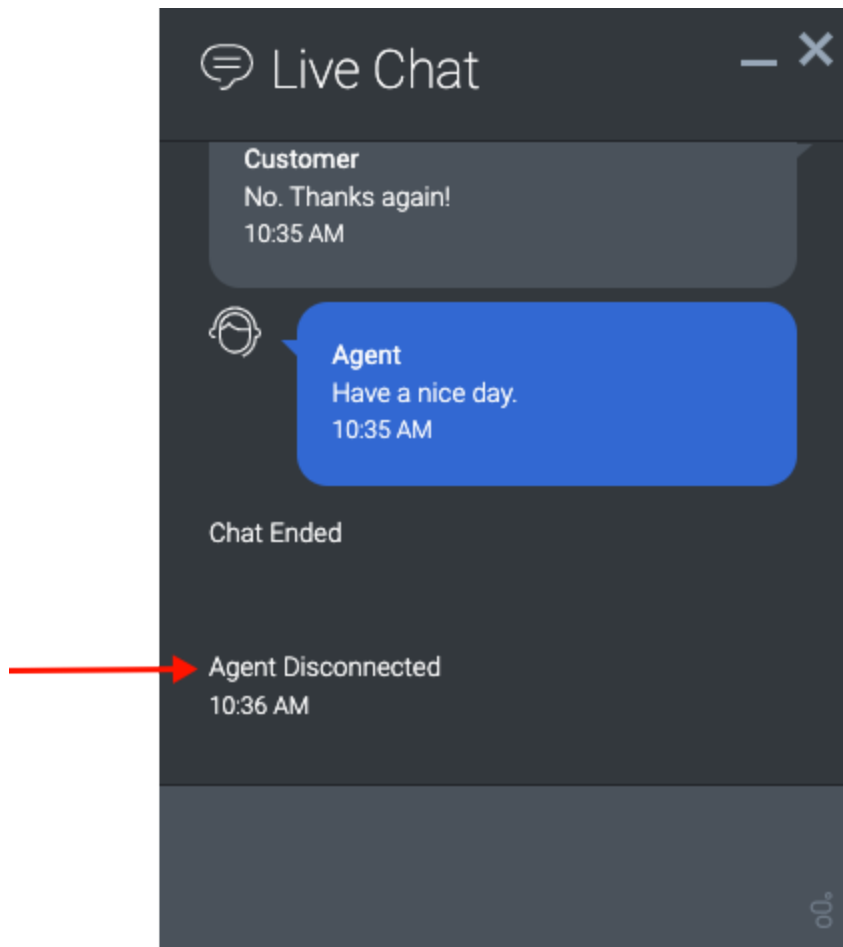 Live Chat
Customer
No. Thanks again!
10:35 AM
Agent
Have a nice day.
10:35 AM
Chat Ended
Agent Disconnected
10:36 AM